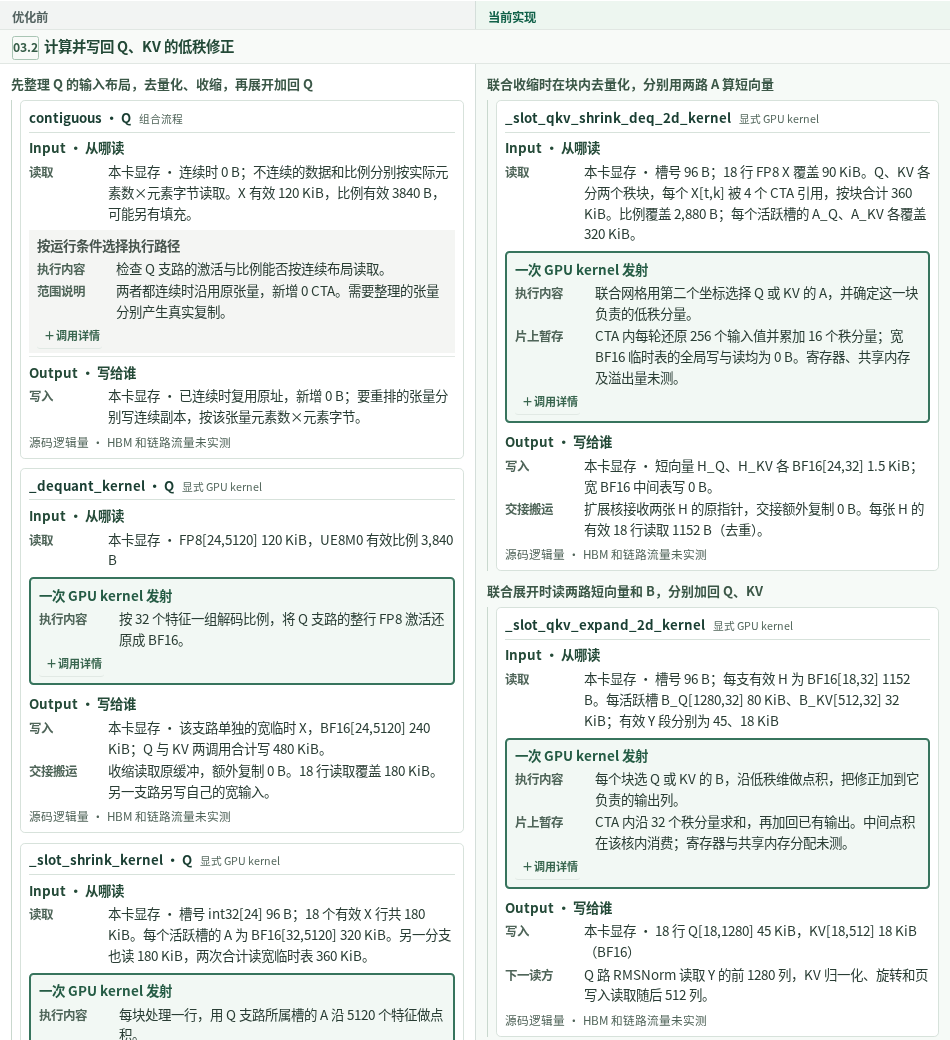 优化前
当前实现
03.2 计算并写回 Q、KV 的低秩修正
先整理 Q 的输入布局，去量化、收缩，再展开加回 Q
contiguous · Q 组合流程
Input · 从哪读
读取 本卡显存 · 连续时 0 B；不连续的数据和比例分别按实际元
素数×元素字节读取。X 有效 120 KiB，比例有效 3840 B，
可能另有填充。
按运行条件选择执行路径
执行内容 检查 Q 支路的激活与比例能否按连续布局读取。
范围说明 两者都连续时沿用原张量，新增 0 CTA。需要整理的张量
分别产生真实复制。
＋调用详情
Output · 写给谁
写入 本卡显存 · 已连续时复用原址，新增 0 B；要重排的张量分
别写连续副本，按该张量元素数×元素字节。
源码逻辑量 · HBM 和链路流量未实测
_dequant_kernel · Q 显式 GPU kernel
Input · 从哪读
读取 本卡显存 · FP8[24,5120] 120 KiB，UE8M0 有效比例 3,840
B
一次 GPU kernel 发射
执行内容 按 32 个特征一组解码比例，将 Q 支路的整行 FP8 激活还
原成 BF16。
＋调用详情
Output · 写给谁
写入 本卡显存 · 该支路单独的宽临时 X，BF16[24,5120] 240
KiB；Q 与 KV 两调用合计写 480 KiB。
交接搬运 收缩读取原缓冲，额外复制 0 B。18 行读取覆盖 180 KiB。
另一支路另写自己的宽输入。
源码逻辑量 · HBM 和链路流量未实测
_slot_shrink_kernel · Q 显式 GPU kernel
Input · 从哪读
读取 本卡显存 · 槽号 int32[24] 96 B；18 个有效 X 行共 180
KiB。每个活跃槽的 A 为 BF16[32,5120] 320 KiB。另一分支
也读 180 KiB，两次合计读宽临时表 360 KiB。
一次 GPU kernel 发射
执行内容 每块处理一行，用 Q 支路所属槽的 A 沿 5120 个特征做点
积。
联合收缩时在块内去量化，分别用两路 A 算短向量
_slot_qkv_shrink_deq_2d_kernel 显式 GPU kernel
Input · 从哪读
读取 本卡显存 · 槽号 96 B；18 行 FP8 X 覆盖 90 KiB。Q、KV 各
分两个秩块，每个 X[t,k] 被 4 个 CTA 引用，按块合计 360
KiB。比例覆盖 2,880 B；每个活跃槽的 A_Q、A_KV 各覆盖
320 KiB。
一次 GPU kernel 发射
执行内容 联合网格用第二个坐标选择 Q 或 KV 的 A，并确定这一块
负责的低秩分量。
片上暂存 CTA 内每轮还原 256 个输入值并累加 16 个秩分量；宽
BF16 临时表的全局写与读均为 0 B。寄存器、共享内存
及溢出量未测。
＋调用详情
Output · 写给谁
写入 本卡显存 · 短向量 H_Q、H_KV 各 BF16[24,32] 1.5 KiB；
宽 BF16 中间表写 0 B。
交接搬运 扩展核接收两张 H 的原指针，交接额外复制 0 B。每张 H 的
有效 18 行读取 1152 B（去重）。
源码逻辑量 · HBM 和链路流量未实测
联合展开时读两路短向量和 B，分别加回 Q、KV
_slot_qkv_expand_2d_kernel 显式 GPU kernel
Input · 从哪读
读取 本卡显存 · 槽号 96 B；每支有效 H 为 BF16[18,32] 1152
B。每活跃槽 B_Q[1280,32] 80 KiB、B_KV[512,32] 32
KiB；有效 Y 段分别为 45、18 KiB
一次 GPU kernel 发射
执行内容 每个块选 Q 或 KV 的 B，沿低秩维做点积，把修正加到它
负责的输出列。
片上暂存 CTA 内沿 32 个秩分量求和，再加回已有输出。中间点积
在该核内消费；寄存器与共享内存分配未测。
＋调用详情
Output · 写给谁
写入 本卡显存 · 18 行 Q[18,1280] 45 KiB，KV[18,512] 18 KiB
（BF16）
下一读方 Q 路 RMSNorm 读取 Y 的前 1280 列，KV 归一化、旋转和页
写入读取随后 512 列。
源码逻辑量 · HBM 和链路流量未实测